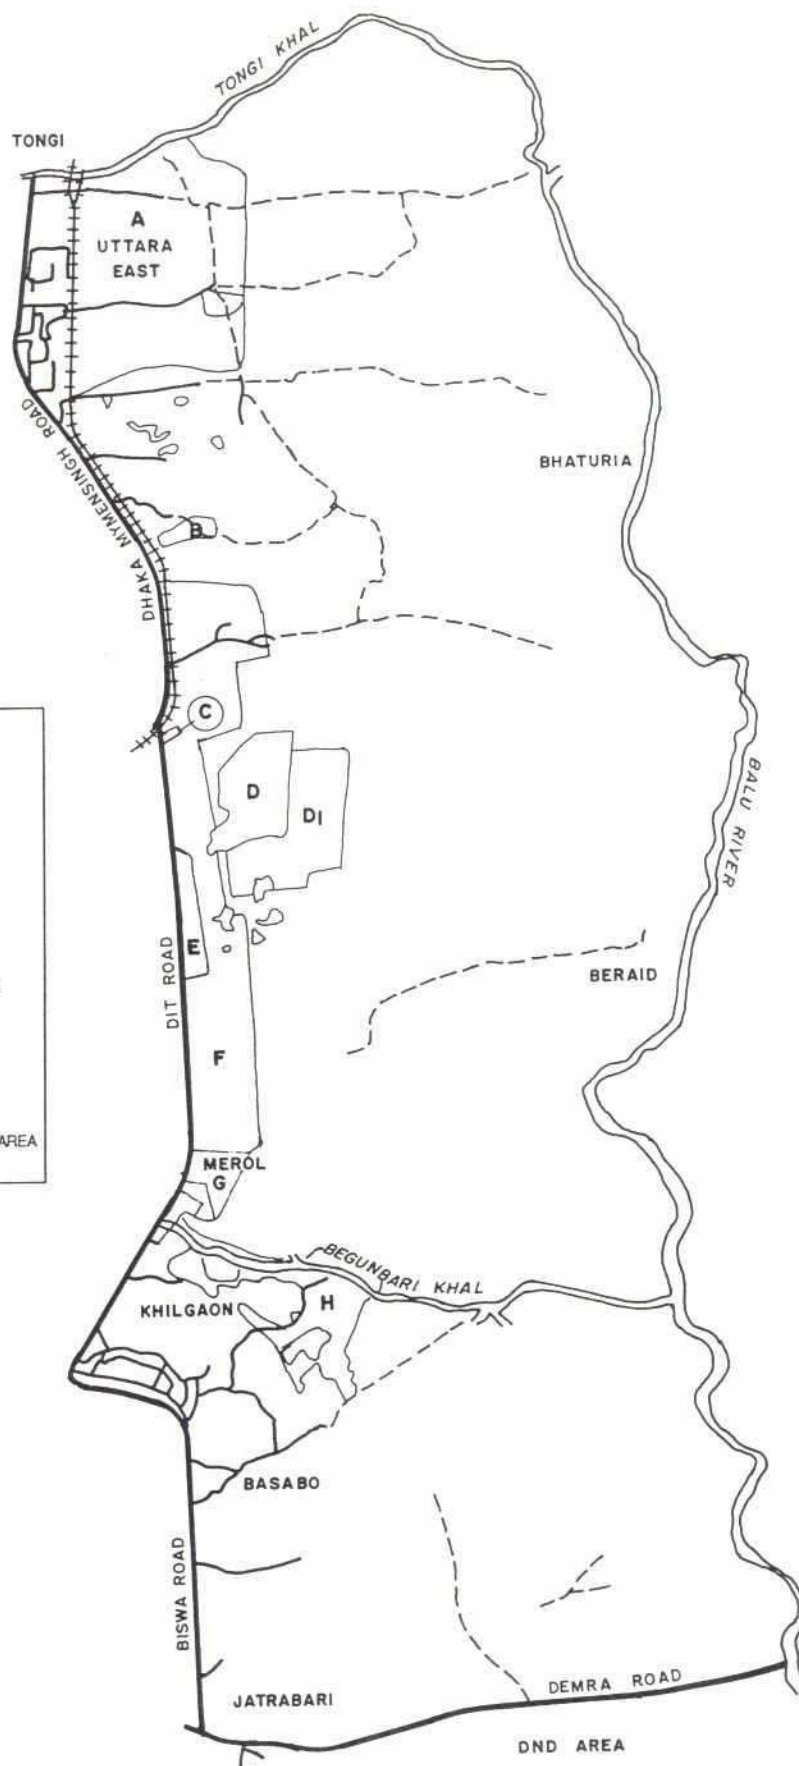 TONGI KHAL
TONGI
A
UTTARA
EAST
DHAKA MYMENSINGH ROAD
BHATURIA
B
C
D
D1
BALU RIVER
E
DIT ROAD
BERAID
F
AREA
MEROL
G
BEGUNBARI KHAL
H
KHILGAON
BASABO
BISWA ROAD
JATRABARI
DEMRA ROAD
DND AREA